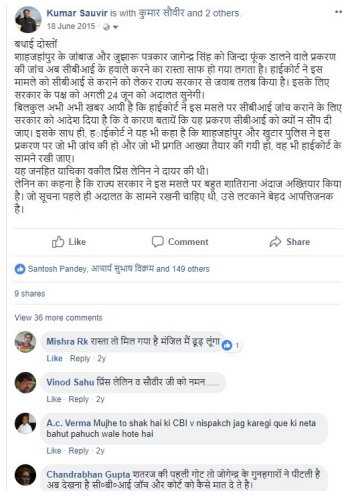 Kumar Sauvir is with कुमार सौवीर and 2 others.
18 June 2015 ·
बधाई दोस्तों
शाहजहांपुर के जांबाज और जुझारू पत्रकार जागेन्द्र सिंह को जिन्दा फूंक डालने वाले प्रकरण
की जांच अब सीबीआई के हवाले करने का रास्ता साफ हो गया लगता है। हाईकोर्ट ने इस
मामले को सीबीआई से कराने को लेकर राज्य सरकार से जवाब तलब किया है। इसके लिए
सरकार के पक्ष को अगली 24 जून को अदालत सुनेगी।
बिलकुल अभी अभी खबर आयी है कि हाईकोर्ट ने इस मसले पर सीबीआई जांच कराने के लिए
सरकार को आदेश दिया है कि वे कारण बतायें कि यह प्रकरण सीबीआई को क्यों न सौंप दी
जाए। इसके साथ ही, हाईकोर्ट ने यह भी कहा है कि शाहजहांपुर और खुटार पुलिस ने इस
प्रकरण पर जो भी जांच की हो और जो भी प्रगति आख्या तैयार की गयी हो, वह भी हाईकोर्ट के
सामने रखी जाए।
यह जनहित याचिका वकील प्रिंस लेनिन ने दायर की थी।
लेनिन का कहना है कि राज्य सरकार ने इस मसले पर बहुत शातिराना अंदाज अख्तियार किया
है। जो सूचना पहले ही अदालत के सामने रखनी चाहिए थी, उसे लटकाने बेहद आपत्तिजनक
है।
Like Comment Share
Santosh Pandey, आचार्य सुभाष विक्रम and 149 others
9 shares
View 36 more comments
Mishra Rk रास्ता तो मिल गया है मंजिल मैं ढूढ़ लूंगा
1
Like · Reply · 2y
Vinod Sahu प्रिंस लेलिन व सौवीर जी को नमन......
Like · Reply · 2y
A.c. Verma Mujhe to shak hai ki CBI v nispakch jag karegi que ki neta
bahut pahuch wale hote hai
Like · Reply · 2y
Chandrabhan Gupta शतरज की पहली गोट तो जोगेन्द्र के गुनहगारों ने पीटली है
अब देखना है सी०बी०आई जाँच और कोर्ट को कैसे मात दे ते है।